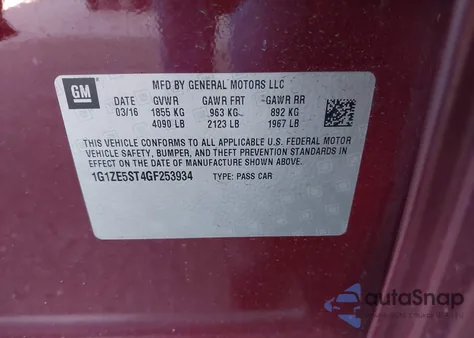 GM
MFD BY GENERAL MOTORS LLC
DATE GVWR GAWR FRT GAWR RR
03/16 1855 KG 963 KG 892 KG
4090 LB 2123 LB 1967 LB
THIS VEHICLE CONFORMS TO ALL APPLICABLE U.S. FEDERAL MOTOR
VEHICLE SAFETY, BUMPER, AND THEFT PREVENTION STANDARDS
IN EFFECT ON THE DATE OF MANUFACTURE SHOWN ABOVE.
1G1ZE5ST4GF253934 TYPE: PASS CAR
autaSnap